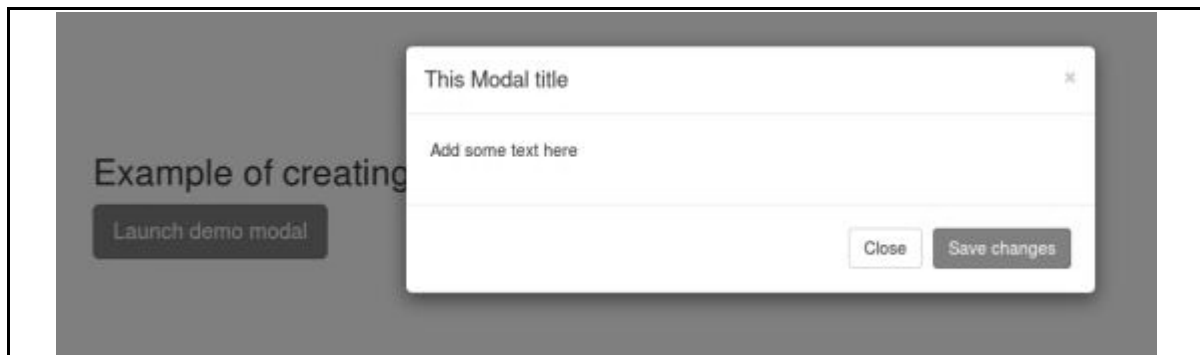 This Modal title ×
Add some text here
Example of creating
Launch demo modal
Close Save changes